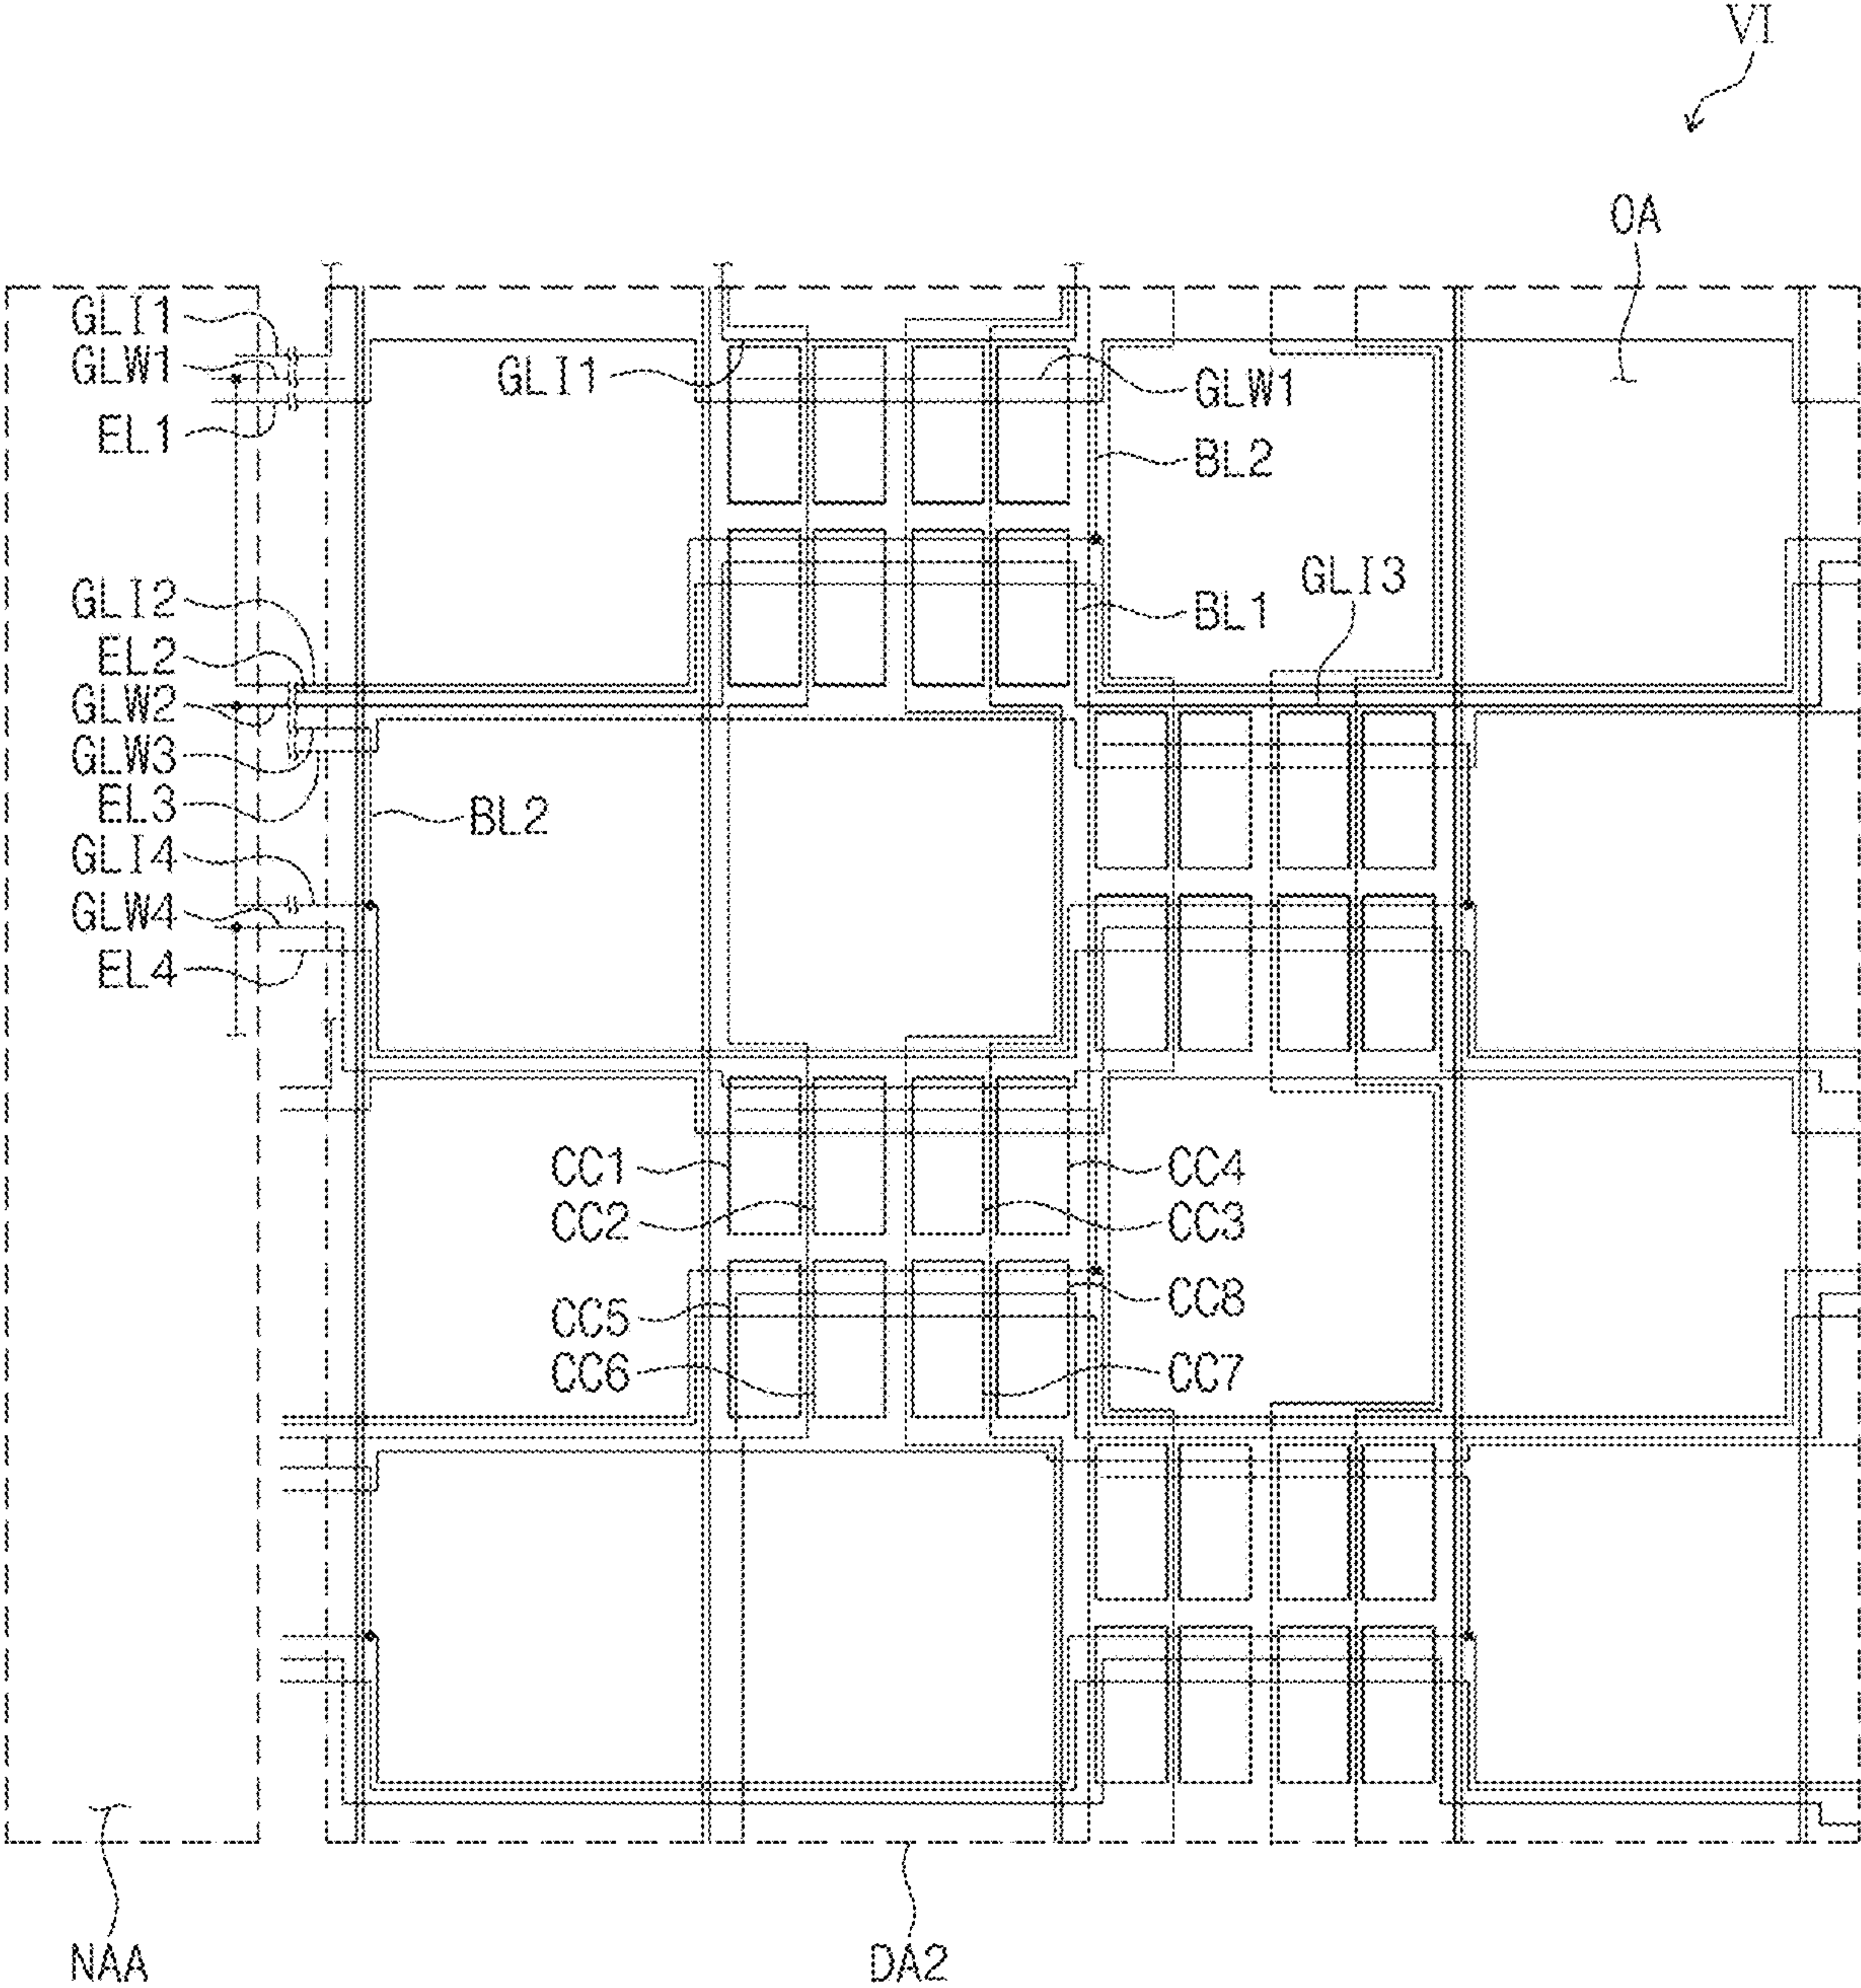 VI
OA
GLI1
GLW1
EL1
GLI1
GLW1
BL2
GLI2
EL2
GLW2
GLW3
EL3
GLI4
GLW4
EL4
BL1
GLI3
BL2
CC1
CC2
CC4
CC3
CC5
CC6
CC8
CC7
NAA
DA2